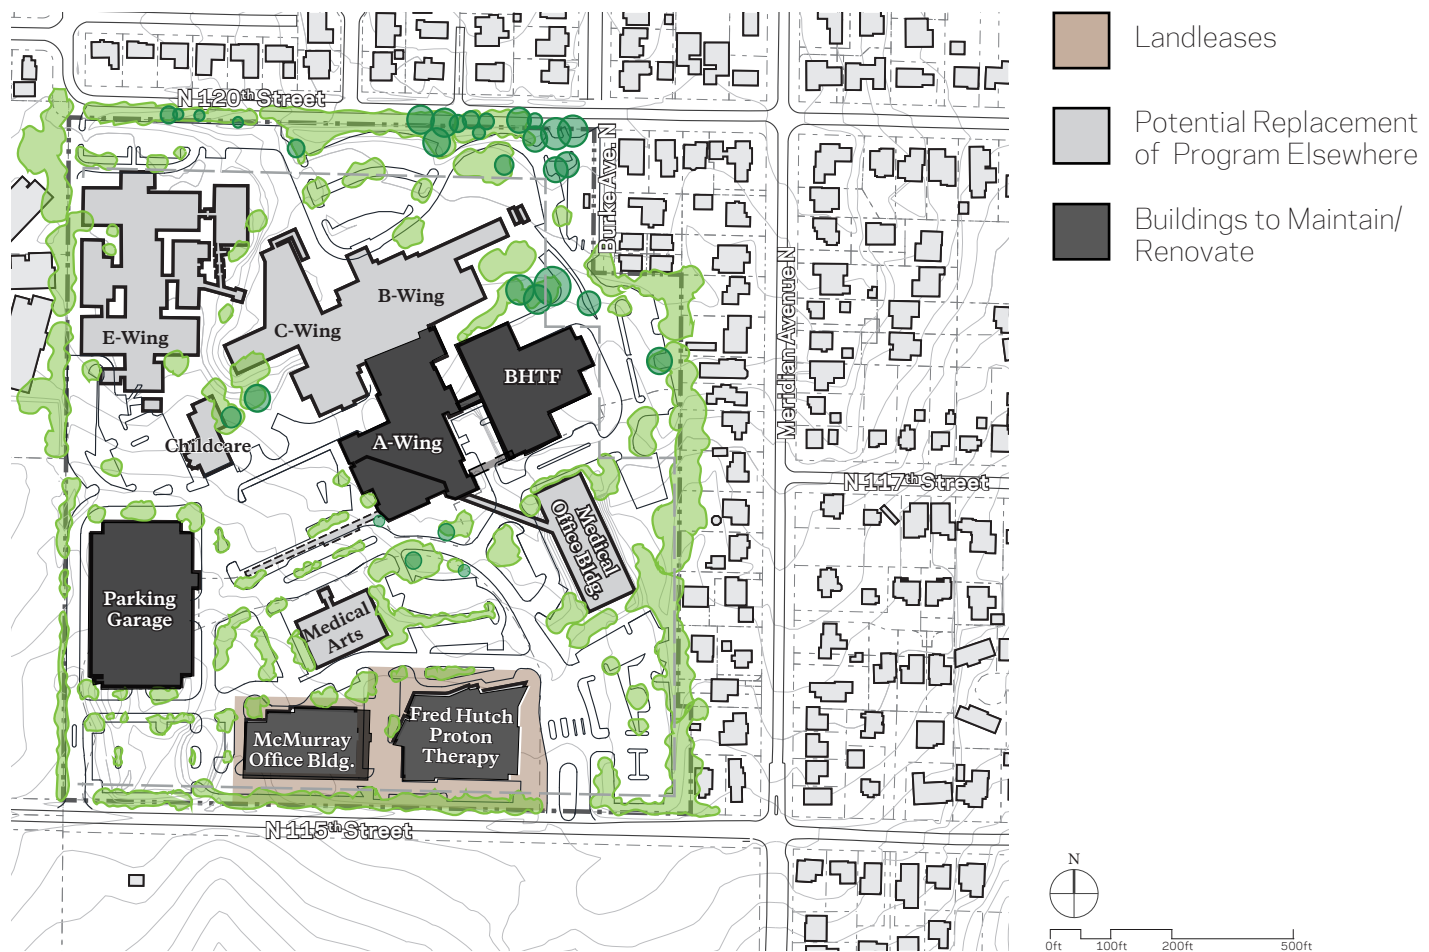 N 120th Street
Burke Ave. N
Meridian Avenue N
N 117th Street
N 115th Street
E-Wing
C-Wing
B-Wing
A-Wing
BHTF
Childcare
Medical
Office Bldg.
Parking
Garage
Medical
Arts
McMurray
Office Bldg.
Fred Hutch
Proton
Therapy
Landleases
Potential Replacement
of Program Elsewhere
Buildings to Maintain/
Renovate
N
0ft 100ft 200ft 500ft